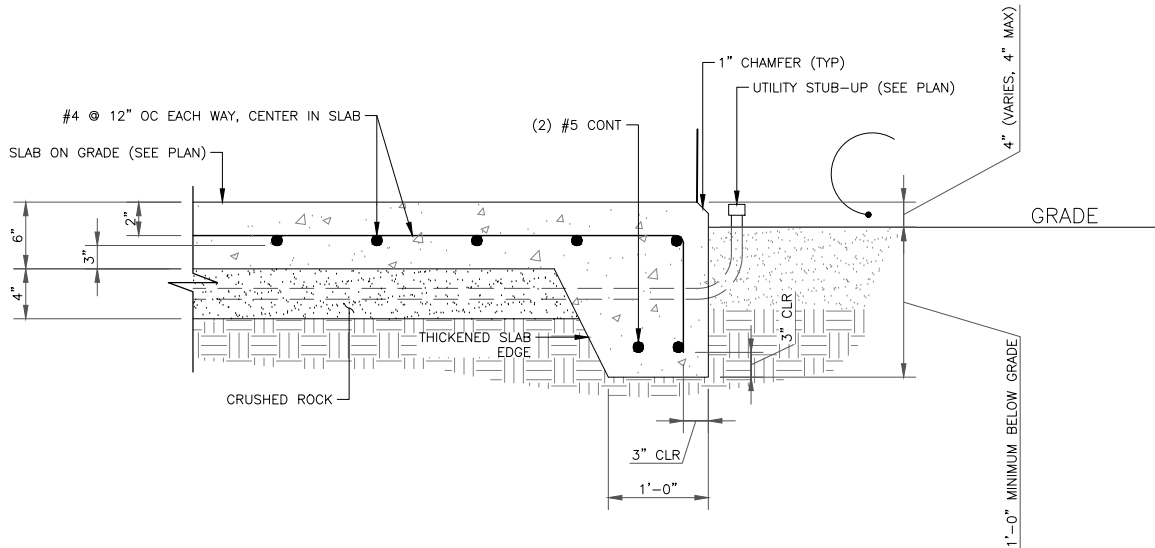 4" (VARIES, 4" MAX)
1" CHAMFER (TYP)
UTILITY STUB-UP (SEE PLAN)
#4 @ 12" OC EACH WAY, CENTER IN SLAB
(2) #5 CONT
SLAB ON GRADE (SEE PLAN)
6"
2"
3"
4"
GRADE
THICKENED SLAB
EDGE
3" CLR
CRUSHED ROCK
3" CLR
1'-0"
1'-0" MINIMUM BELOW GRADE